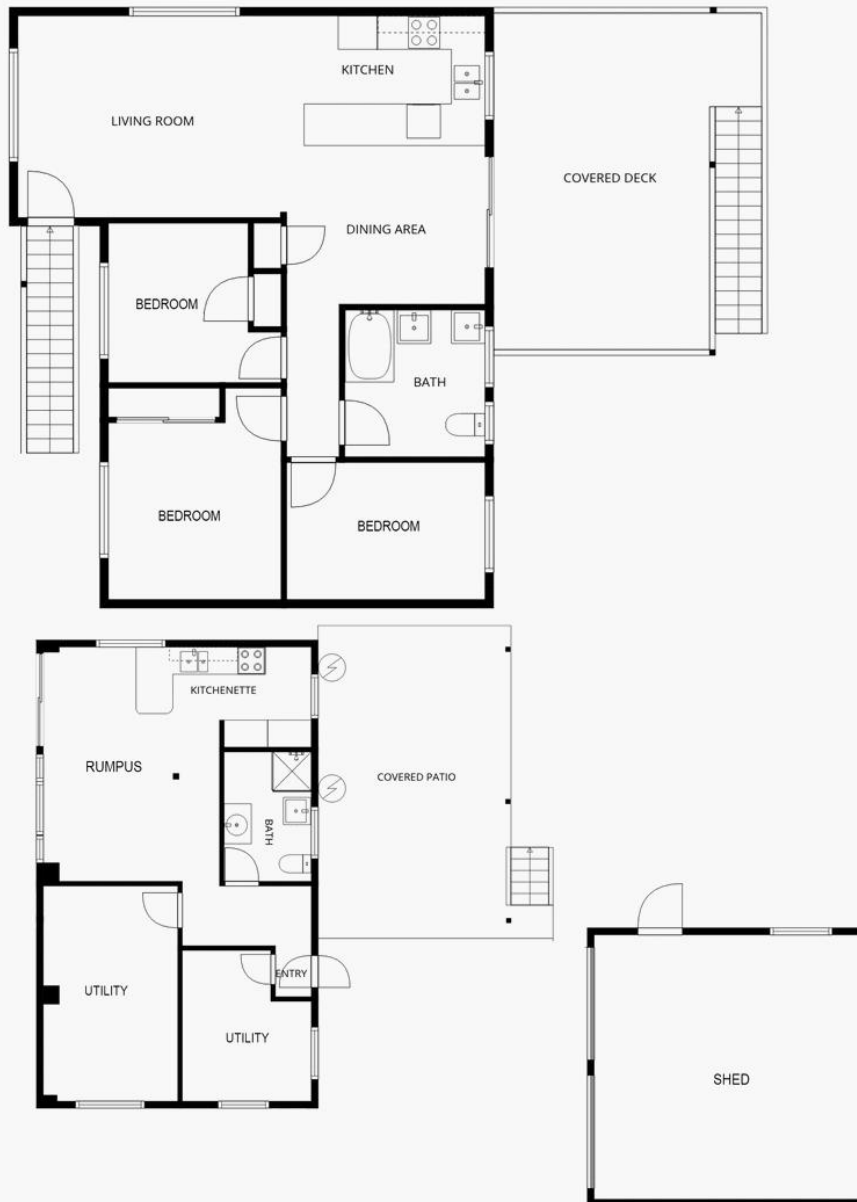 KITCHEN
LIVING ROOM
COVERED DECK
DINING AREA
BEDROOM
BATH
BEDROOM
BEDROOM
KITCHENETTE
RUMPUS
COVERED PATIO
BATH
ENTRY
UTILITY
UTILITY
SHED